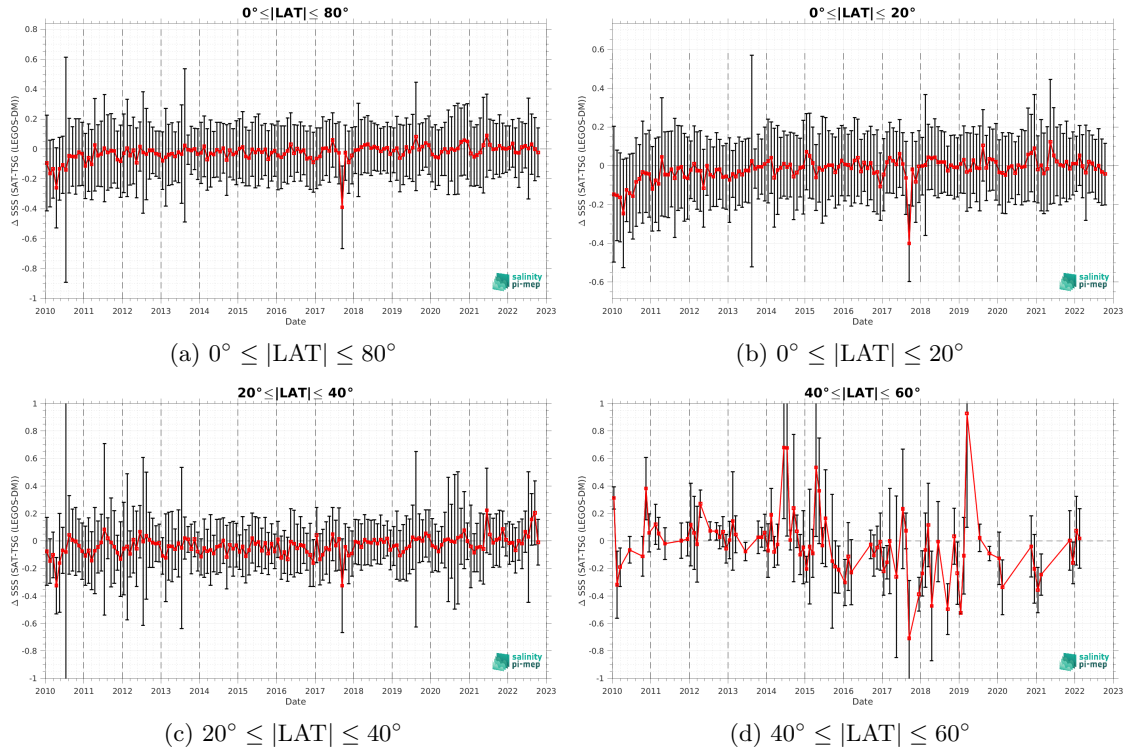 0°≤|LAT|≤ 80°
0.8
0.6
0.4
0.2
0
-0.2
-0.4
-0.6
-0.8
-1
Δ SSS (SAT-TSG (LEGOS-DM))
2010 2011 2012 2013 2014 2015 2016 2017 2018 2019 2020 2021 2022 2023
Date
salinity
pi-mep
(a) 0° ≤ |LAT| ≤ 80°
0°≤|LAT|≤ 20°
0.6
0.4
0.2
0
-0.2
-0.4
-0.6
Δ SSS (SAT-TSG (LEGOS-DM))
2010 2011 2012 2013 2014 2015 2016 2017 2018 2019 2020 2021 2022 2023
Date
salinity
pi-mep
(b) 0° ≤ |LAT| ≤ 20°
20°≤|LAT|≤ 40°
1
0.8
0.6
0.4
0.2
0
-0.2
-0.4
-0.6
-0.8
-1
Δ SSS (SAT-TSG (LEGOS-DM))
2010 2011 2012 2013 2014 2015 2016 2017 2018 2019 2020 2021 2022 2023
Date
salinity
pi-mep
(c) 20° ≤ |LAT| ≤ 40°
40°≤|LAT|≤ 60°
1
0.8
0.6
0.4
0.2
0
-0.2
-0.4
-0.6
-0.8
-1
Δ SSS (SAT-TSG (LEGOS-DM))
2010 2011 2012 2013 2014 2015 2016 2017 2018 2019 2020 2021 2022 2023
Date
salinity
pi-mep
(d) 40° ≤ |LAT| ≤ 60°